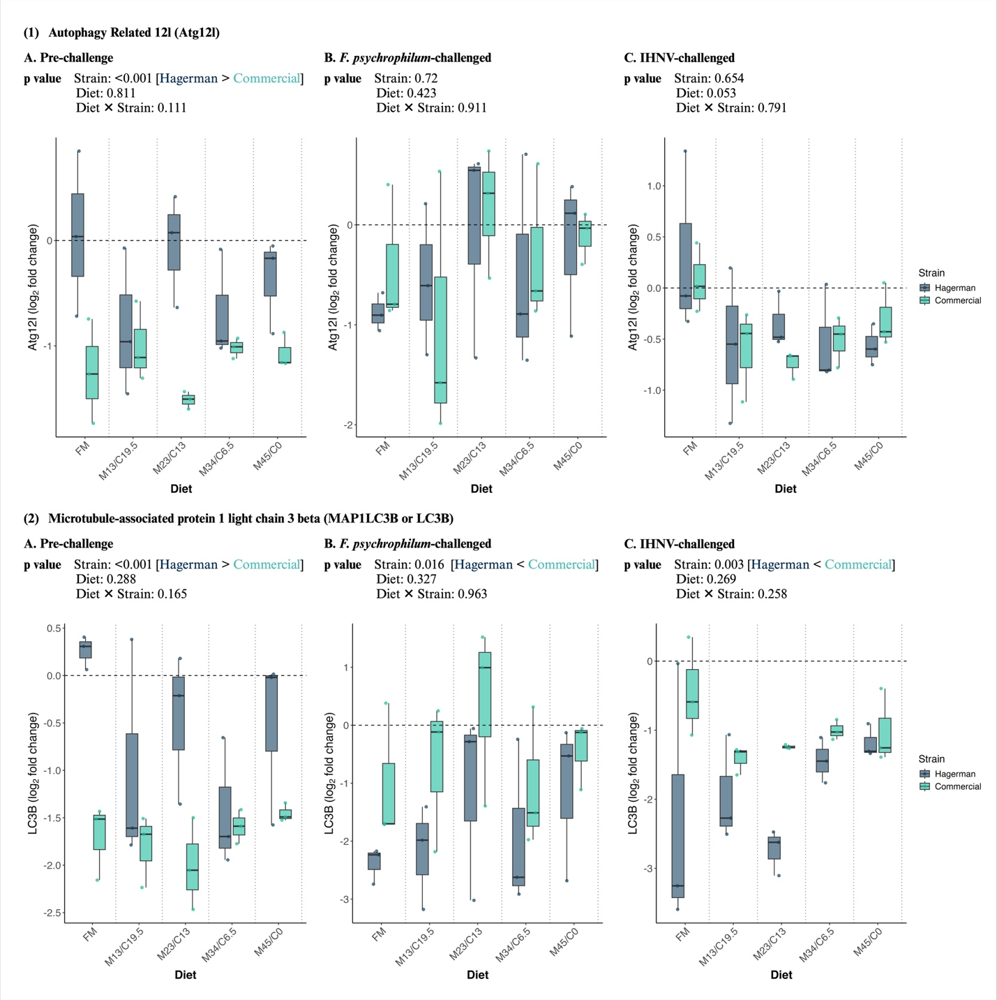 (1) Autophagy Related 12l (Atg12l)
A. Pre-challenge
p value Strain: <0.001 [Hagerman > Commercial]
Diet: 0.811
Diet ✕ Strain: 0.111
B. F. psychrophilum-challenged
p value Strain: 0.72
Diet: 0.423
Diet ✕ Strain: 0.911
C. IHNV-challenged
p value Strain: 0.654
Diet: 0.053
Diet ✕ Strain: 0.791
Atg12l (log2 fold change)
0
-1
FM
M13/C19.5
M23/C13
M34/C6.5
M45/C0
Diet
Atg12l (log2 fold change)
0
-1
-2
FM
M13/C19.5
M23/C13
M34/C6.5
M45/C0
Diet
Atg12l (log2 fold change)
1.0
0.5
0.0
-0.5
-1.0
FM
M13/C19.5
M23/C13
M34/C6.5
M45/C0
Diet
Strain
Hagerman
Commercial
(2) Microtubule-associated protein 1 light chain 3 beta (MAP1LC3B or LC3B)
A. Pre-challenge
p value Strain: <0.001 [Hagerman > Commercial]
Diet: 0.288
Diet ✕ Strain: 0.165
B. F. psychrophilum-challenged
p value Strain: 0.016 [Hagerman < Commercial]
Diet: 0.327
Diet ✕ Strain: 0.963
C. IHNV-challenged
p value Strain: 0.003 [Hagerman < Commercial]
Diet: 0.269
Diet ✕ Strain: 0.258
LC3B (log2 fold change)
0.5
0.0
-0.5
-1.0
-1.5
-2.0
-2.5
FM
M13/C19.5
M23/C13
M34/C6.5
M45/C0
Diet
LC3B (log2 fold change)
1
0
-1
-2
-3
FM
M13/C19.5
M23/C13
M34/C6.5
M45/C0
Diet
LC3B (log2 fold change)
0
-1
-2
-3
FM
M13/C19.5
M23/C13
M34/C6.5
M45/C0
Diet
Strain
Hagerman
Commercial